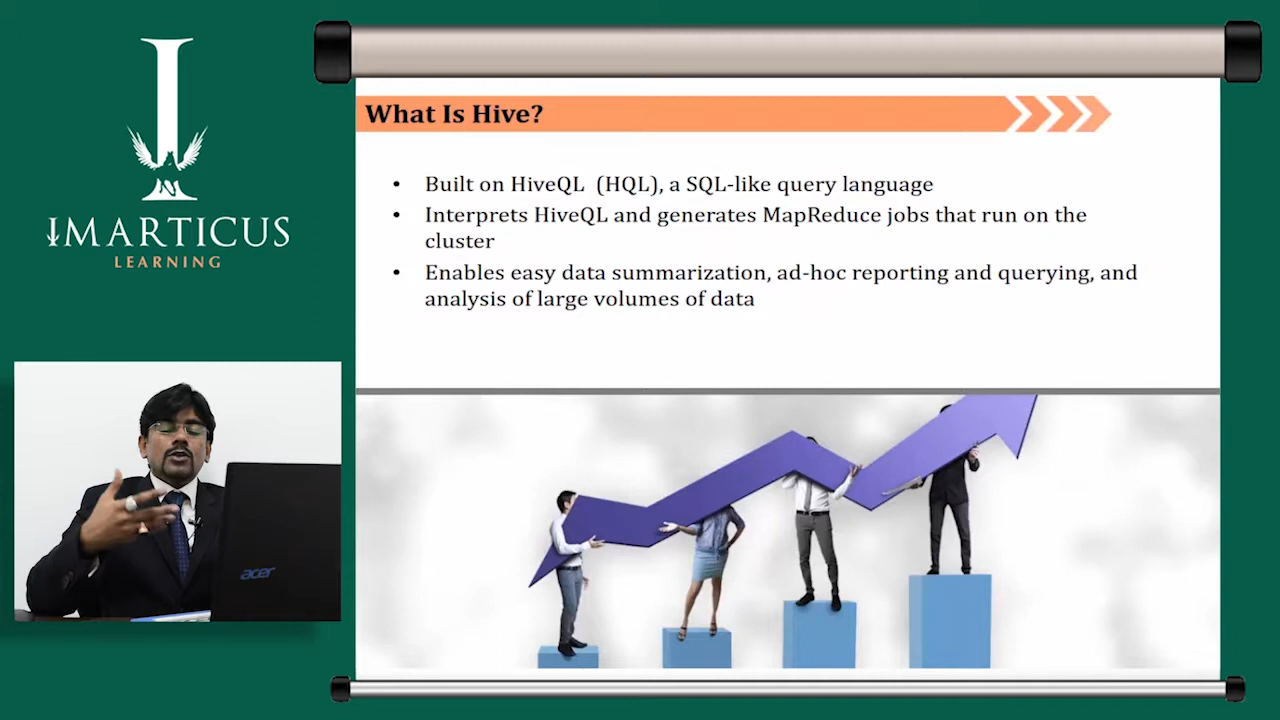 IMARTICUS
LEARNING
What Is Hive?
• Built on HiveQL (HQL), a SQL-like query language
• Interprets HiveQL and generates MapReduce jobs that run on the
cluster
• Enables easy data summarization, ad-hoc reporting and querying, and
analysis of large volumes of data
acer